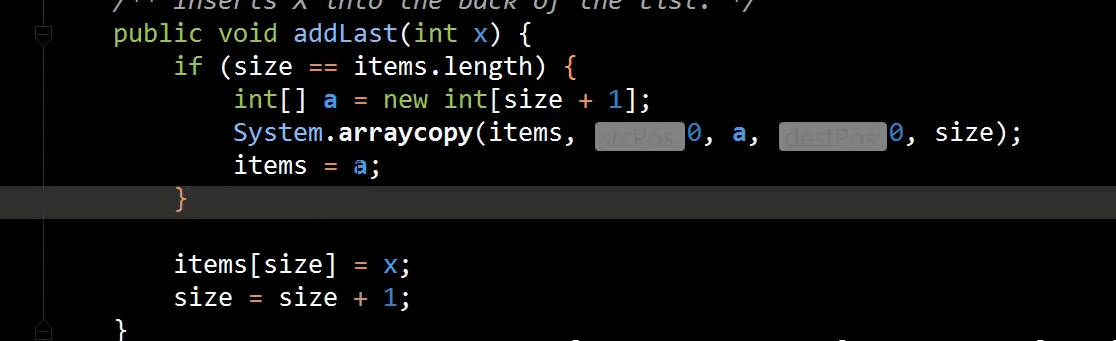 /** Inserts X into the back of the list. */
public void addLast(int x) {
if (size == items.length) {
int[] a = new int[size + 1];
System.arraycopy(items, srcPos: 0, a, destPos: 0, size);
items = a;
}
items[size] = x;
size = size + 1;
}